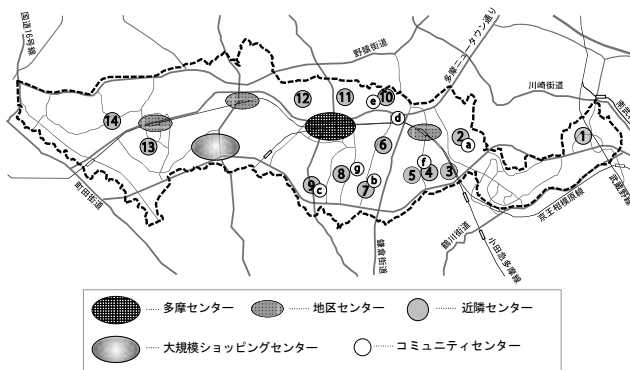 国道16号線
野猿街道
多摩ニュータウン通り
川崎街道
南武
12
11
10
e
d
14
13
2
a
1
6
f
g
8
b
7
5
4
3
9
c
町田街道
鎌倉街道
鶴川街道
小田急多摩線
京王相模原線
武蔵野線
多摩センター
地区センター
近隣センター
大規模ショッピングセンター
コミュニティセンター